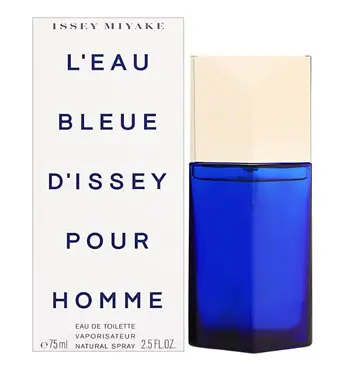 ISSEY MIYAKE
L'EAU
BLEUE
D'ISSEY
POUR
HOMME
EAU DE TOILETTE
VAPORISATEUR
℮75ml NATURAL SPRAY 2.5 FL.OZ.